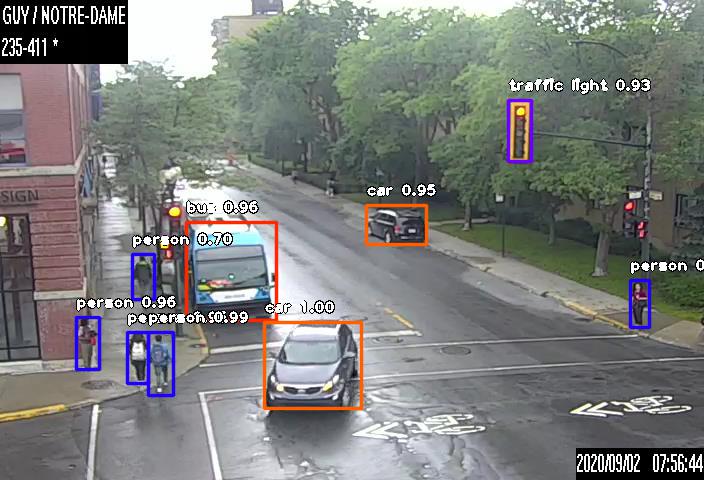 GUY / NOTRE-DAME
235-411 *
traffic light 0.93
car 0.95
SIGN
bus 0.96
person 0.70
person 0
person 0.96
car 1.00
2020/09/02 07:56:44